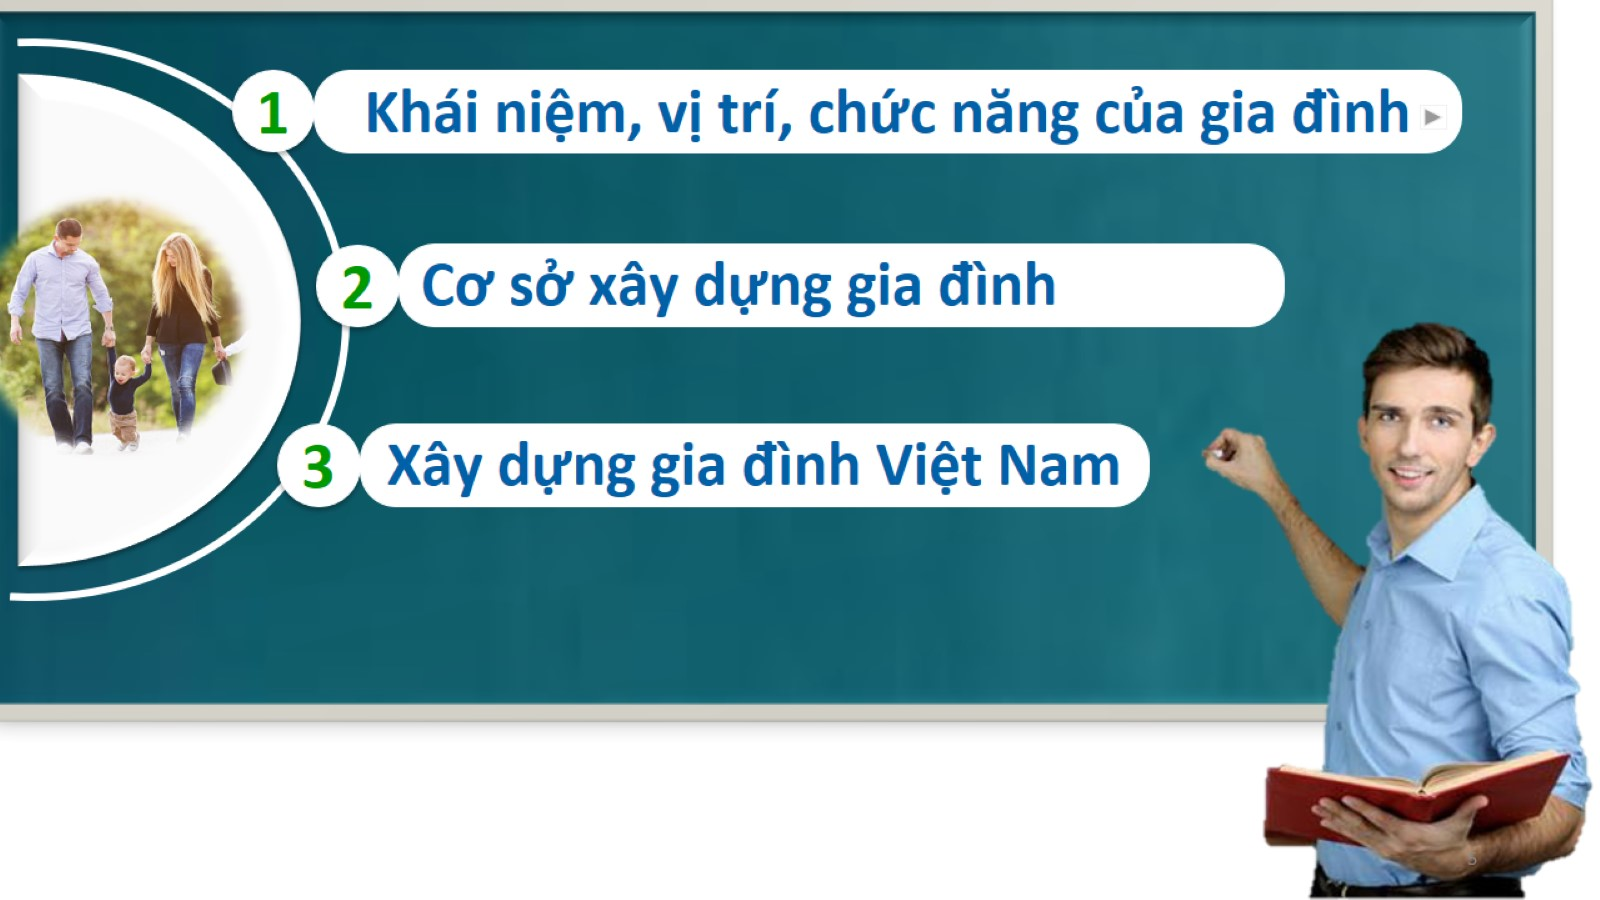 1 Khái niệm, vị trí, chức năng của gia đình
2 Cơ sở xây dựng gia đình
3 Xây dựng gia đình Việt Nam
5